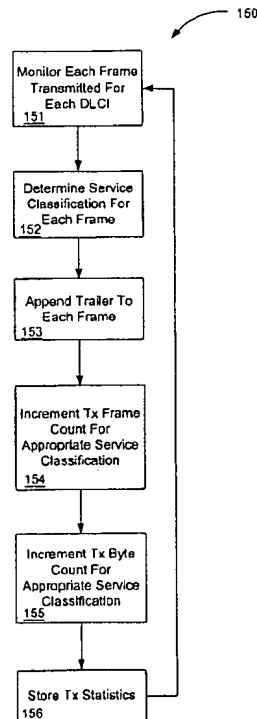 150
Monitor Each Frame
Transmitted For
Each DLCI
151
Determine Service
Classification For
Each Frame
152
Append Trailer To
Each Frame
153
Increment Tx Frame
Count For
Appropriate Service
Classification
154
Increment Tx Byte
Count For
Appropriate Service
Classification
155
Store Tx Statistics
156